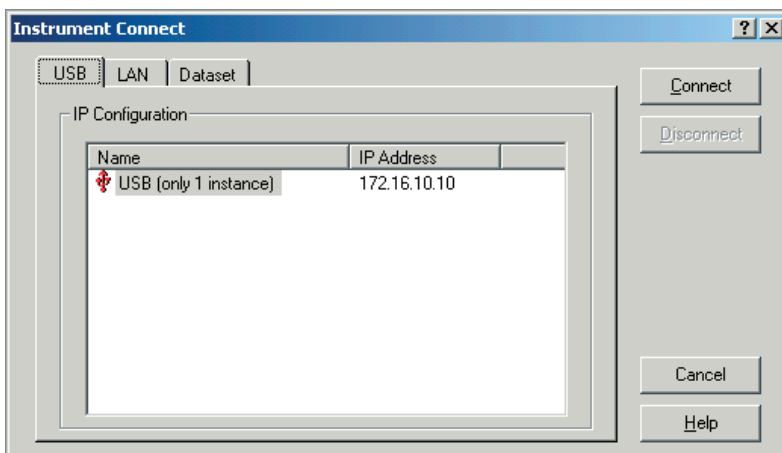 Instrument Connect
USB LAN Dataset
Connect
IP Configuration
Disconnect
Name IP Address
USB (only 1 instance) 172.16.10.10
Cancel
Help